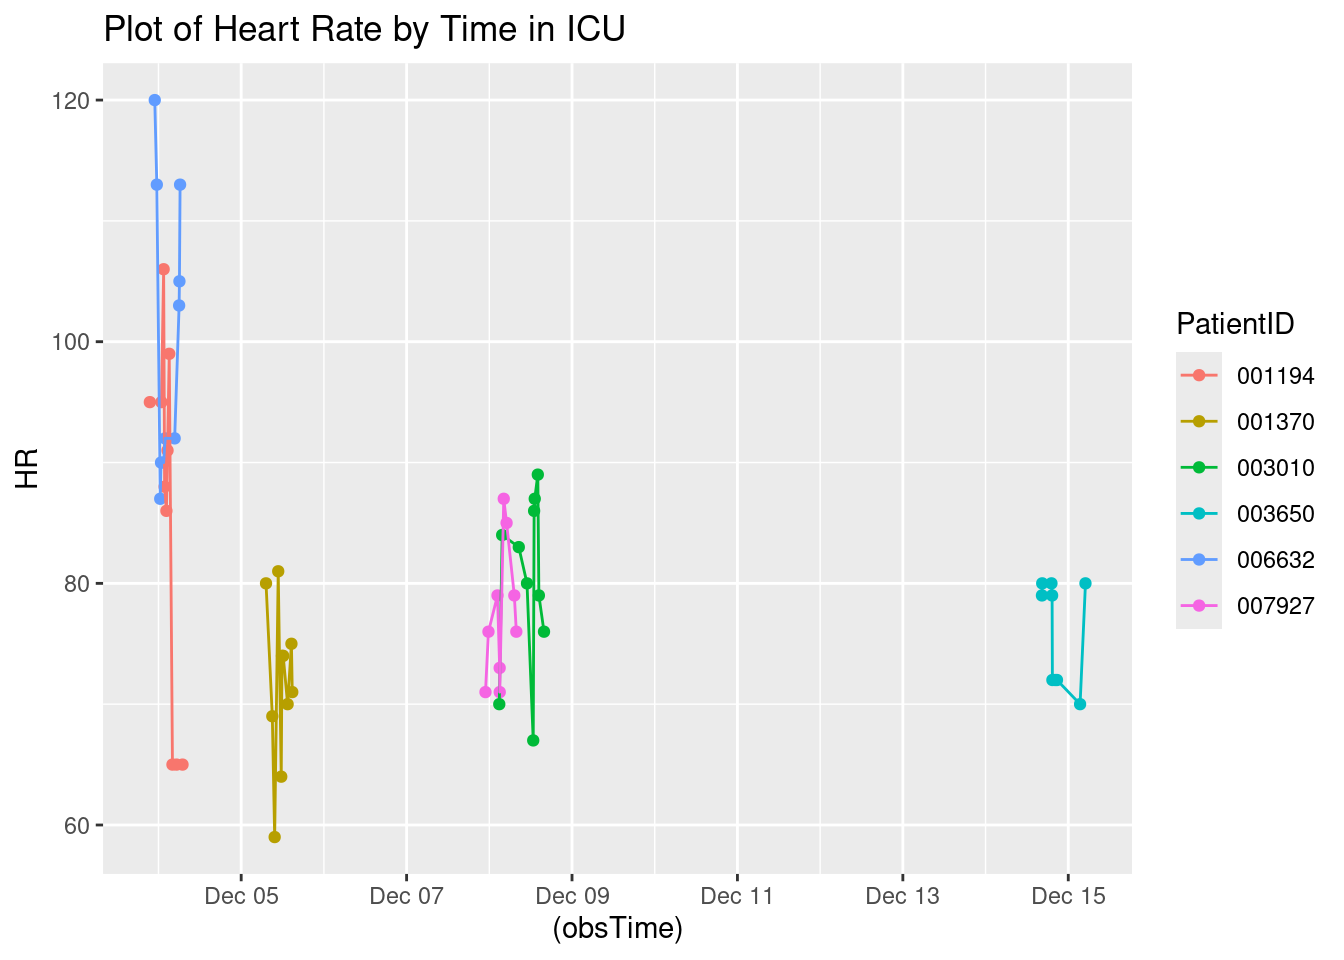 Plot of Heart Rate by Time in ICU
120
100
80
60
HR
Dec 05 Dec 07 Dec 09 Dec 11 Dec 13 Dec 15
(obsTime)
PatientID
001194
001370
003010
003650
006632
007927